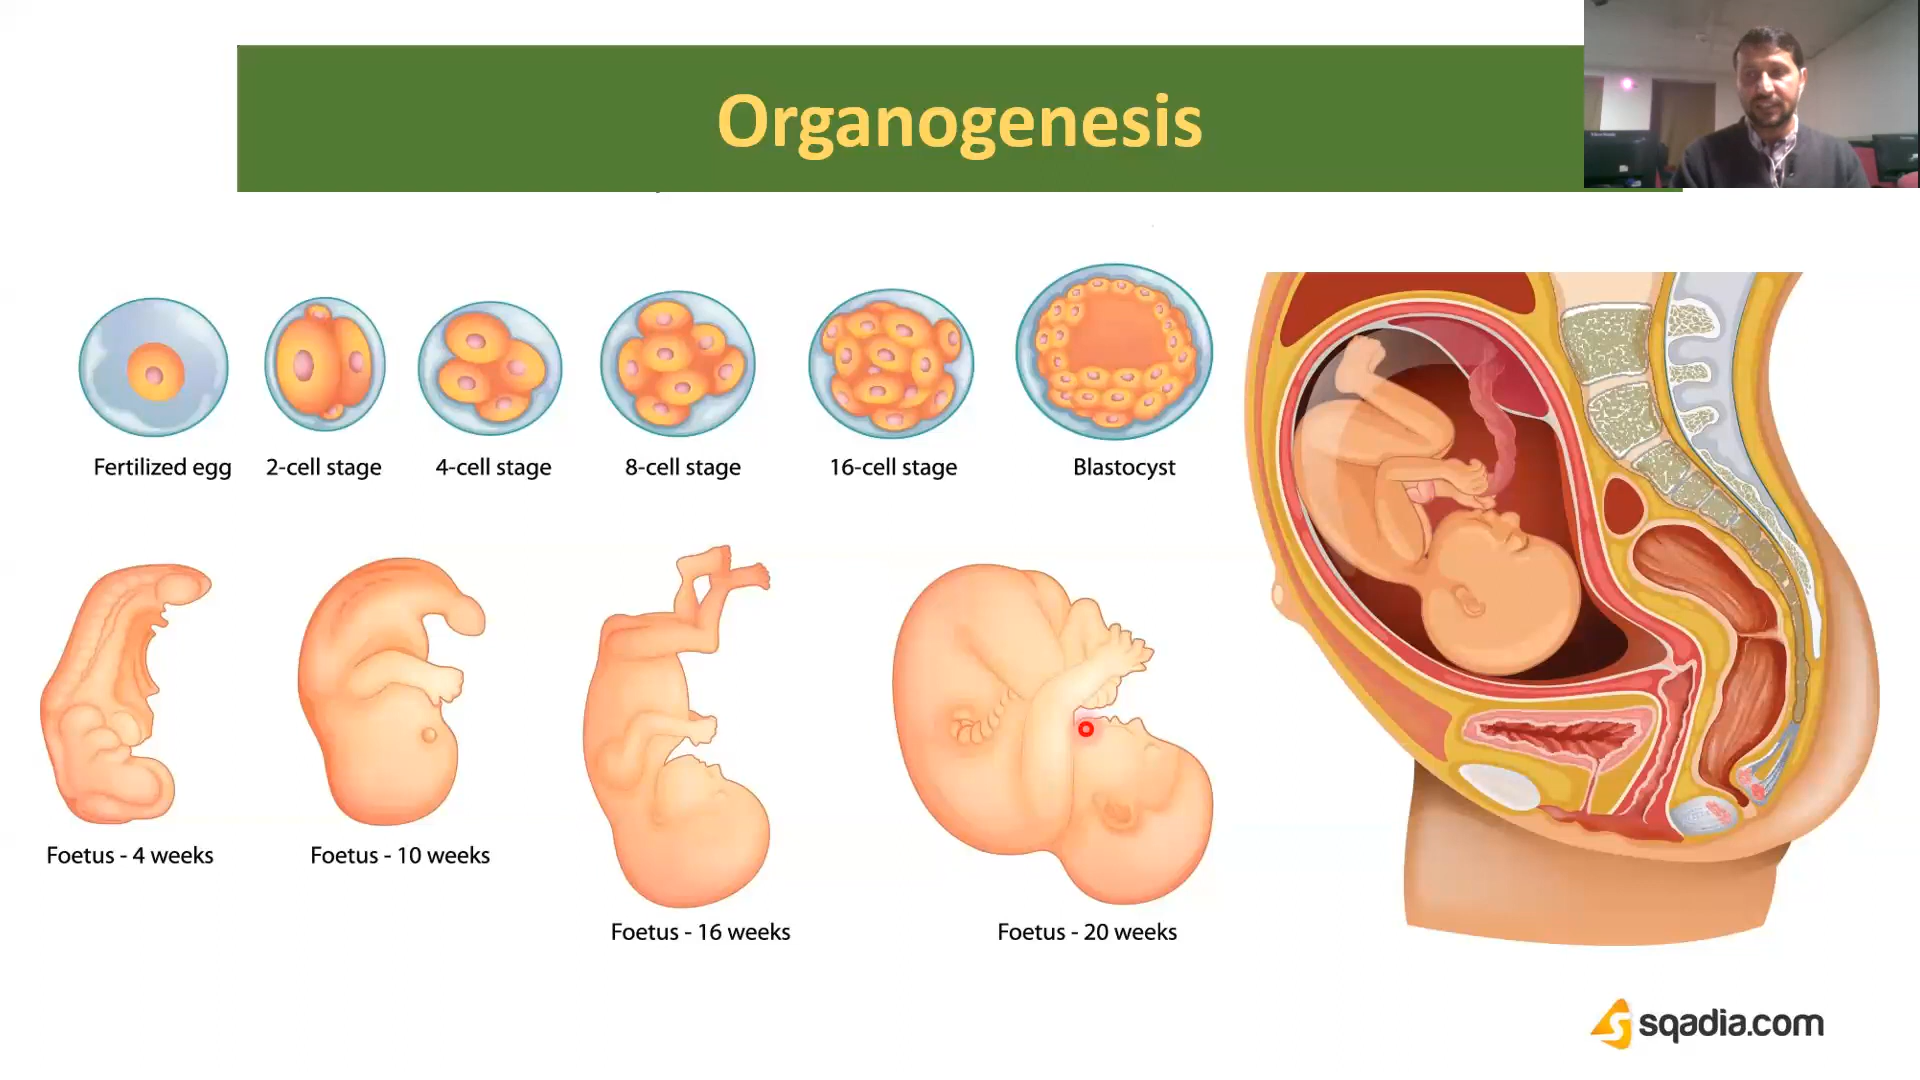 Organogenesis
Fertilized egg
2-cell stage
4-cell stage
8-cell stage
16-cell stage
Blastocyst
Foetus - 4 weeks
Foetus - 10 weeks
Foetus - 16 weeks
Foetus - 20 weeks
sqadia.com